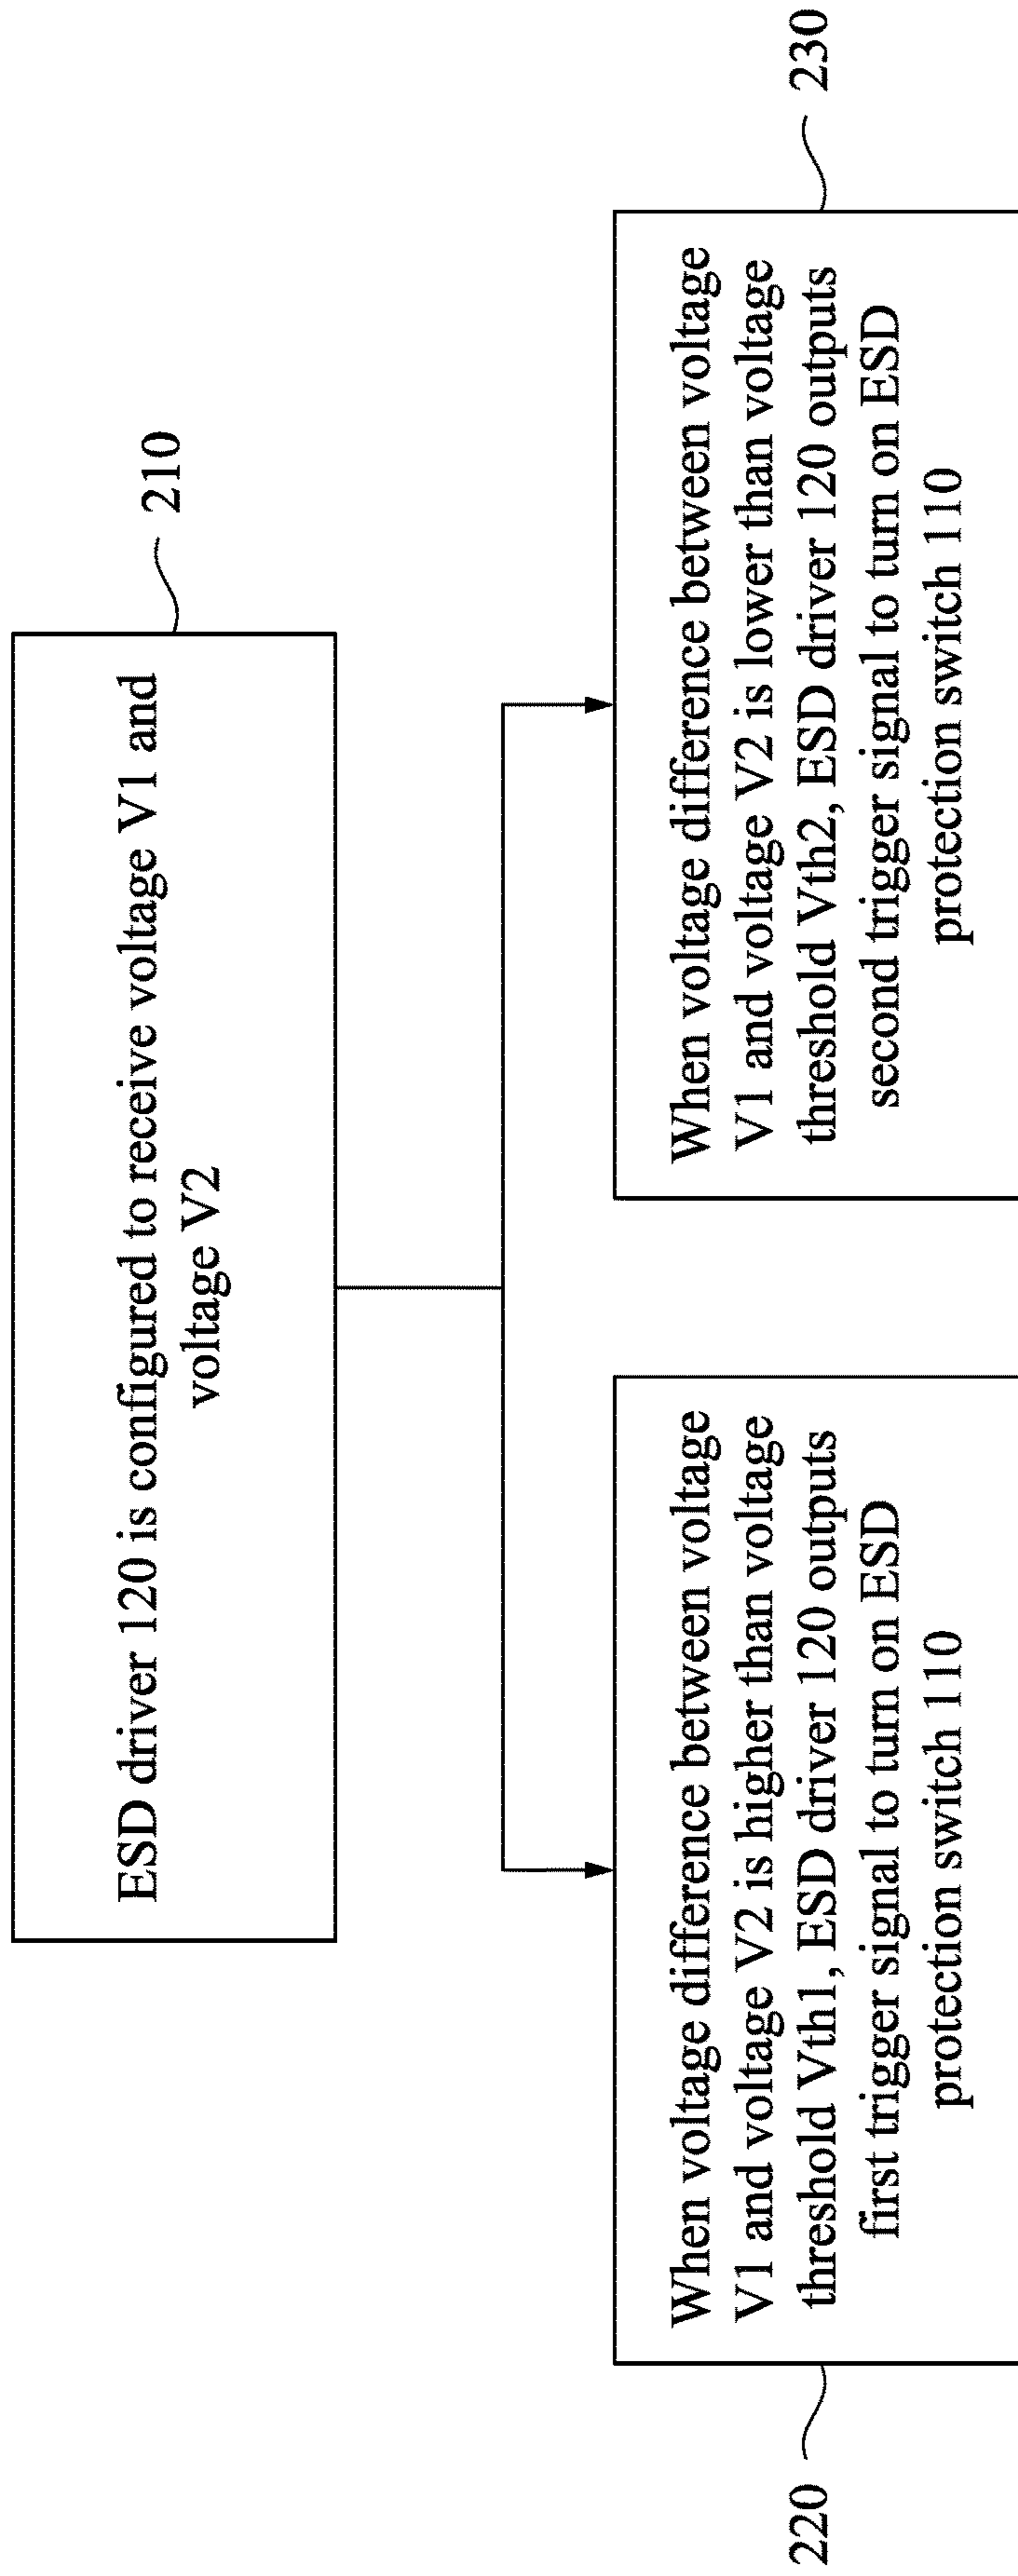 ESD driver 120 is configured to receive voltage V1 and
voltage V2
210
When voltage difference between voltage
V1 and voltage V2 is higher than voltage
threshold Vth1, ESD driver 120 outputs
first trigger signal to turn on ESD
protection switch 110
220
When voltage difference between voltage
V1 and voltage V2 is lower than voltage
threshold Vth2, ESD driver 120 outputs
second trigger signal to turn on ESD
protection switch 110
230